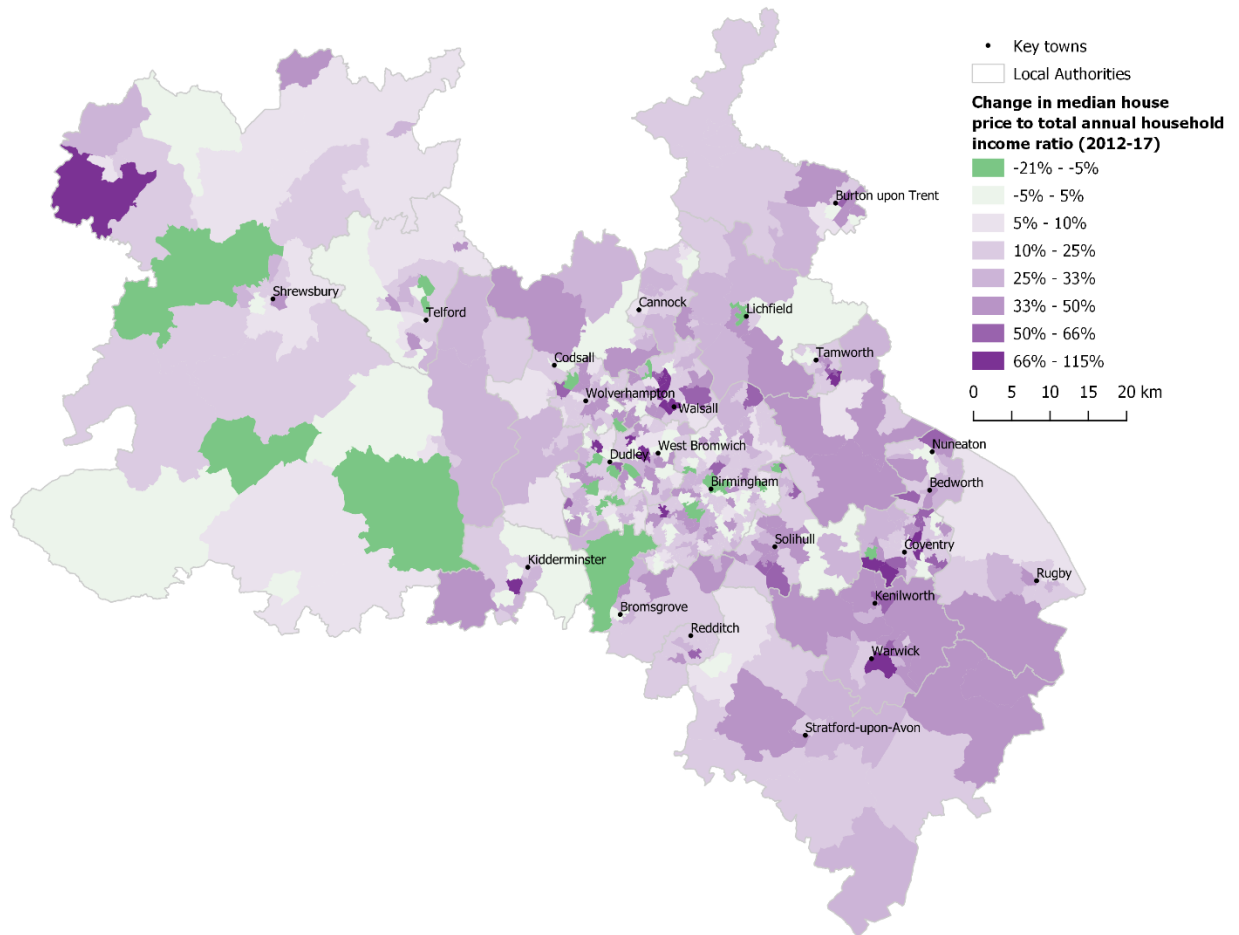 Key towns
Local Authorities
Change in median house
price to total annual household
income ratio (2012-17)
-21% - -5%
-5% - 5%
5% - 10%
10% - 25%
25% - 33%
33% - 50%
50% - 66%
66% - 115%
0 5 10 15 20 km
Burton upon Trent
Shrewsbury
Telford
Cannock
Lichfield
Codsall
Tamworth
Wolverhampton
Walsall
West Bromwich
Nuneaton
Dudley
Birmingham
Bedworth
Solihull
Coventry
Kidderminster
Rugby
Kenilworth
Bromsgrove
Redditch
Warwick
Stratford-upon-Avon